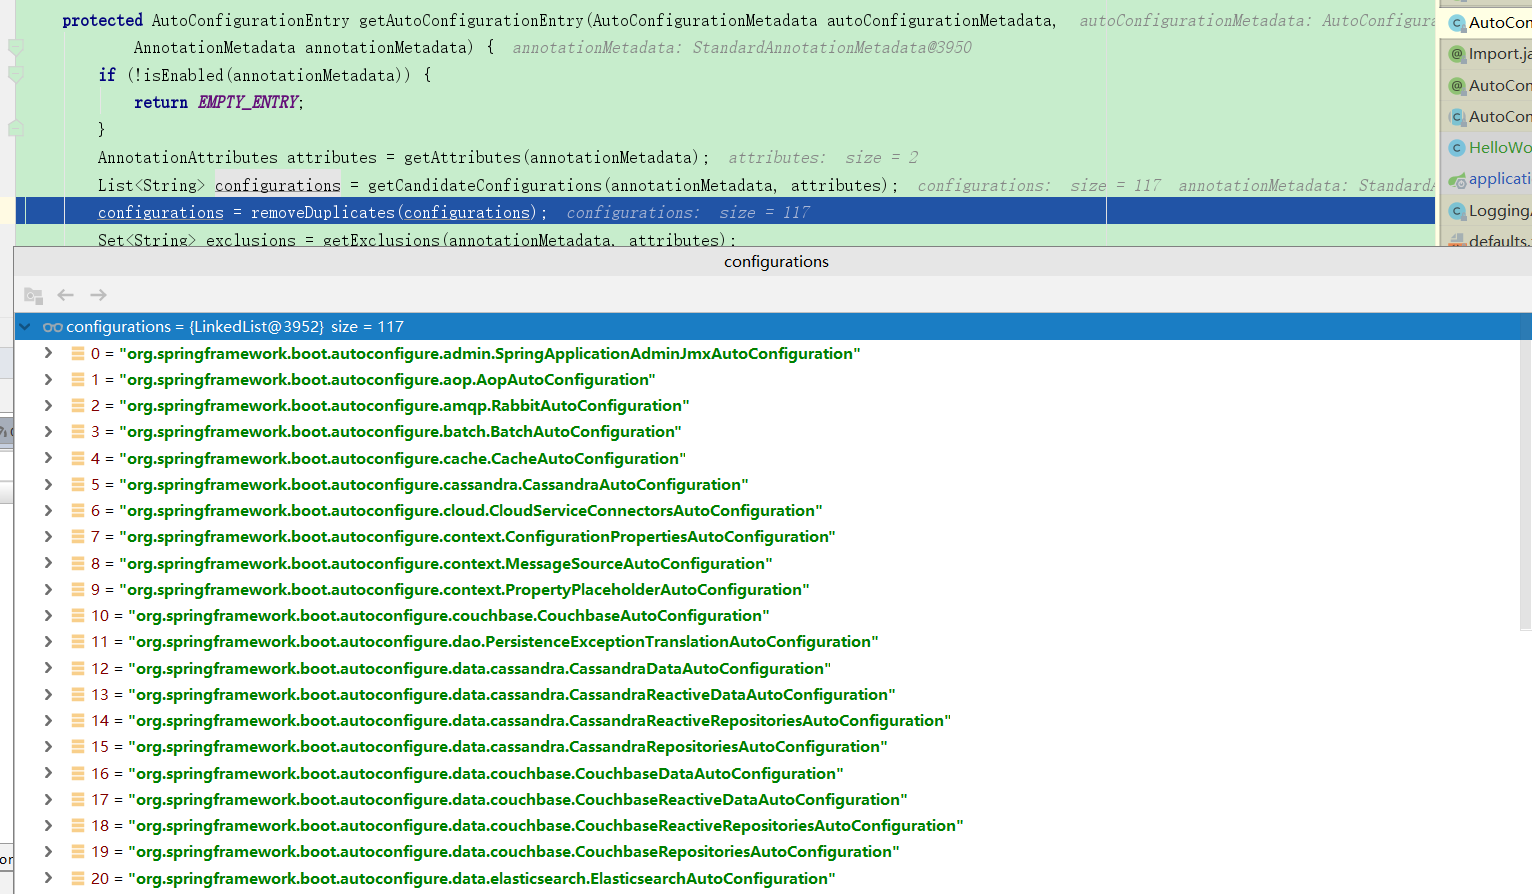 protected AutoConfigurationEntry getAutoConfigurationEntry(AutoConfigurationMetadata autoConfigurationMetadata, autoConfigurationMetadata: AutoConfigura
AnnotationMetadata annotationMetadata) { annotationMetadata: StandardAnnotationMetadata@3950
if (!isEnabled(annotationMetadata)) {
return EMPTY_ENTRY;
}
AnnotationAttributes attributes = getAttributes(annotationMetadata); attributes: size = 2
List<String> configurations = getCandidateConfigurations(annotationMetadata, attributes); configurations: size = 117 annotationMetadata: StandardA
configurations = removeDuplicates(configurations); configurations: size = 117
Set<String> exclusions = getExclusions(annotationMetadata, attributes);
AutoCon
Import.ja
AutoCon
AutoCon
HelloWo
applicati
Logging
defaults.
configurations
configurations = {LinkedList@3952} size = 117
0 = "org.springframework.boot.autoconfigure.admin.SpringApplicationAdminJmxAutoConfiguration"
1 = "org.springframework.boot.autoconfigure.aop.AopAutoConfiguration"
2 = "org.springframework.boot.autoconfigure.amqp.RabbitAutoConfiguration"
3 = "org.springframework.boot.autoconfigure.batch.BatchAutoConfiguration"
4 = "org.springframework.boot.autoconfigure.cache.CacheAutoConfiguration"
5 = "org.springframework.boot.autoconfigure.cassandra.CassandraAutoConfiguration"
6 = "org.springframework.boot.autoconfigure.cloud.CloudServiceConnectorsAutoConfiguration"
7 = "org.springframework.boot.autoconfigure.context.ConfigurationPropertiesAutoConfiguration"
8 = "org.springframework.boot.autoconfigure.context.MessageSourceAutoConfiguration"
9 = "org.springframework.boot.autoconfigure.context.PropertyPlaceholderAutoConfiguration"
10 = "org.springframework.boot.autoconfigure.couchbase.CouchbaseAutoConfiguration"
11 = "org.springframework.boot.autoconfigure.dao.PersistenceExceptionTranslationAutoConfiguration"
12 = "org.springframework.boot.autoconfigure.data.cassandra.CassandraDataAutoConfiguration"
13 = "org.springframework.boot.autoconfigure.data.cassandra.CassandraReactiveDataAutoConfiguration"
14 = "org.springframework.boot.autoconfigure.data.cassandra.CassandraReactiveRepositoriesAutoConfiguration"
15 = "org.springframework.boot.autoconfigure.data.cassandra.CassandraRepositoriesAutoConfiguration"
16 = "org.springframework.boot.autoconfigure.data.couchbase.CouchbaseDataAutoConfiguration"
17 = "org.springframework.boot.autoconfigure.data.couchbase.CouchbaseReactiveDataAutoConfiguration"
18 = "org.springframework.boot.autoconfigure.data.couchbase.CouchbaseReactiveRepositoriesAutoConfiguration"
19 = "org.springframework.boot.autoconfigure.data.couchbase.CouchbaseRepositoriesAutoConfiguration"
20 = "org.springframework.boot.autoconfigure.data.elasticsearch.ElasticsearchAutoConfiguration"